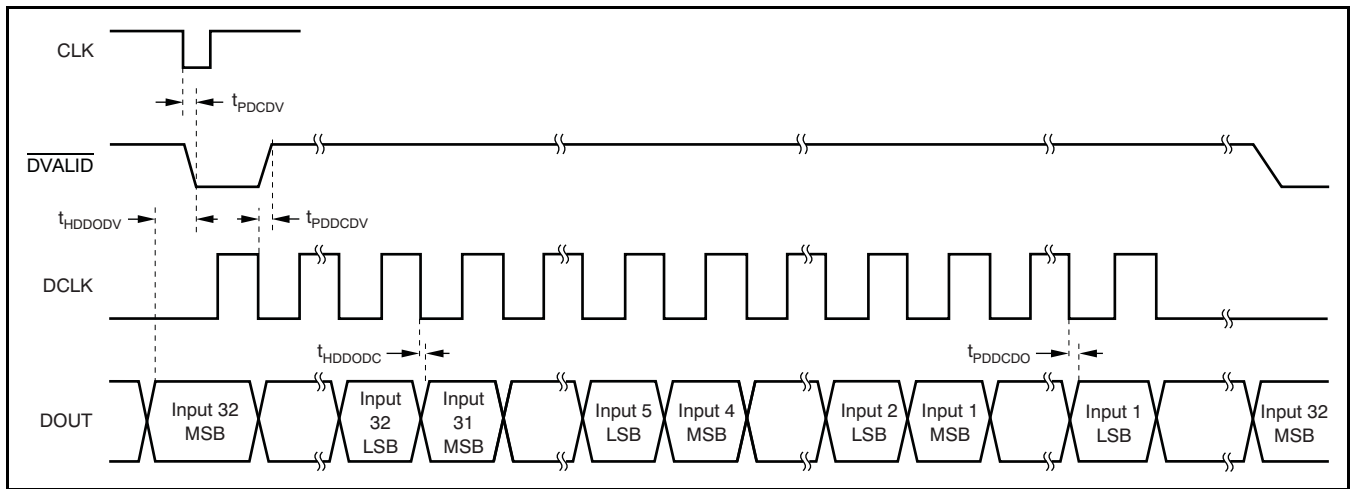 CLK
tPDCDV
DVALID
tHDDODV
tPDDCDV
DCLK
tHDDODC
tPDDCDO
DOUT
Input 32
MSB
Input
32
LSB
Input
31
MSB
Input 5
LSB
Input 4
MSB
Input 2
LSB
Input 1
MSB
Input 1
LSB
Input 32
MSB